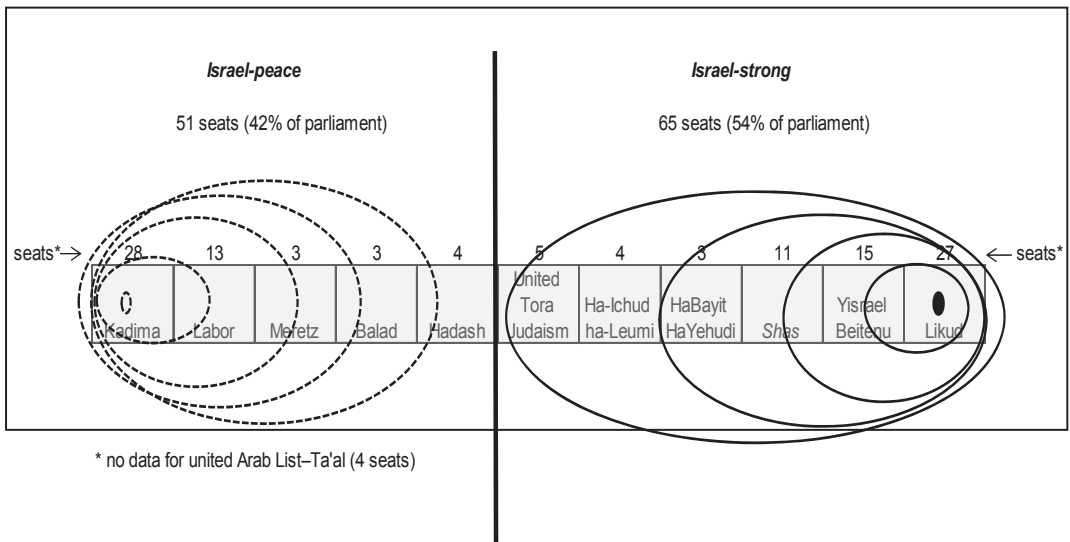 Israel-peace
Israel-strong
51 seats (42% of parliament)
65 seats (54% of parliament)
seats*→ 28 13 3 3 4 5 4 3 11 15 27 ← seats*
United
Tora Ha-Ichud HaBayit Yisrael
Kadima Labor Meretz Balad Hadash Judaism ha-Leumi HaYehudi Shas Beitenu Likud
* no data for united Arab List–Ta'al (4 seats)